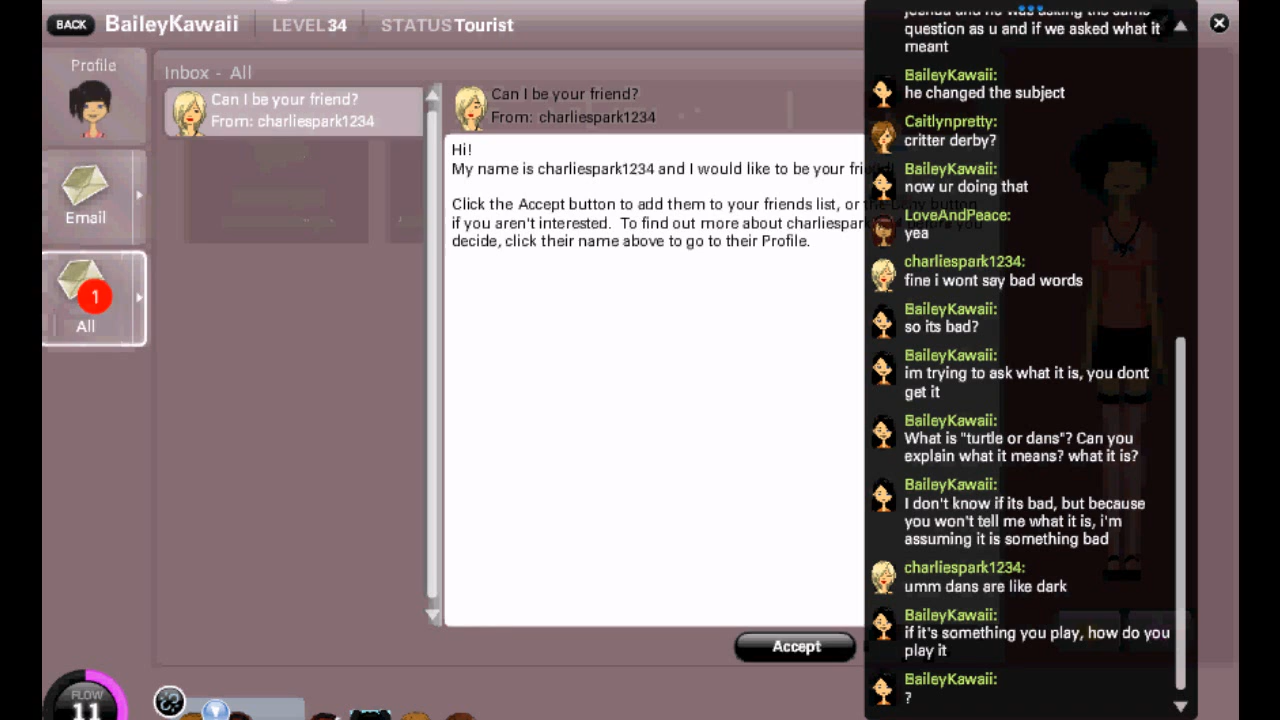 BACK BaileyKawaii LEVEL 34 STATUS Tourist
Profile
Email
1
All
Inbox - All
Can I be your friend?
From: charliespark1234
Can I be your friend?
From: charliespark1234
Hi!
My name is charliespark1234 and I would like to be your friend!
Click the Accept button to add them to your friends list, or the Deny button
if you aren't interested. To find out more about charliespark1234 before you
decide, click their name above to go to their Profile.
Accept
FLOW
11
question as u and if we asked what it
meant
BaileyKawaii:
he changed the subject
Caitlynpretty:
critter derby?
BaileyKawaii:
now ur doing that
LoveAndPeace:
yea
charliespark1234:
fine i wont say bad words
BaileyKawaii:
so its bad?
BaileyKawaii:
im trying to ask what it is, you dont
get it
BaileyKawaii:
What is "turtle or dans"? Can you
explain what it means? what it is?
BaileyKawaii:
I don't know if its bad, but because
you won't tell me what it is, i'm
assuming it is something bad
charliespark1234:
umm dans are like dark
BaileyKawaii:
if it's something you play, how do you
play it
BaileyKawaii:
?